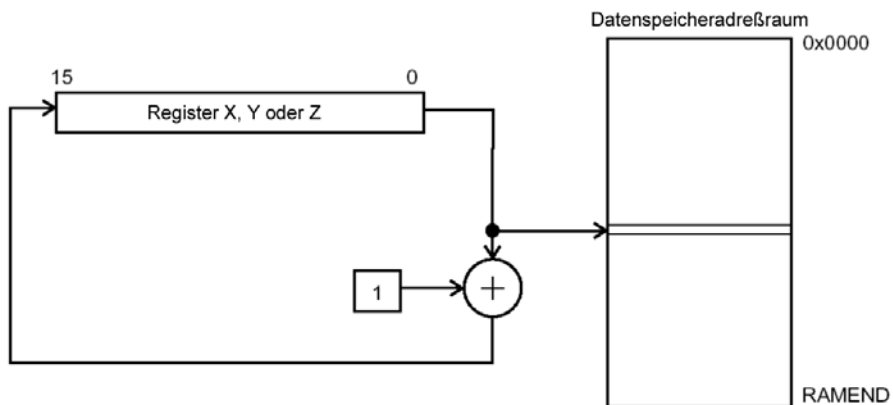 Datenspeicheradreßraum
0x0000
15
0
Register X, Y oder Z
1
+
RAMEND